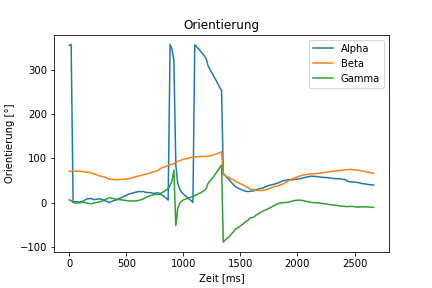 Orientierung
Alpha
Beta
Gamma
Orientierung [°]
300
200
100
0
−100
0
500
1000
1500
2000
2500
Zeit [ms]